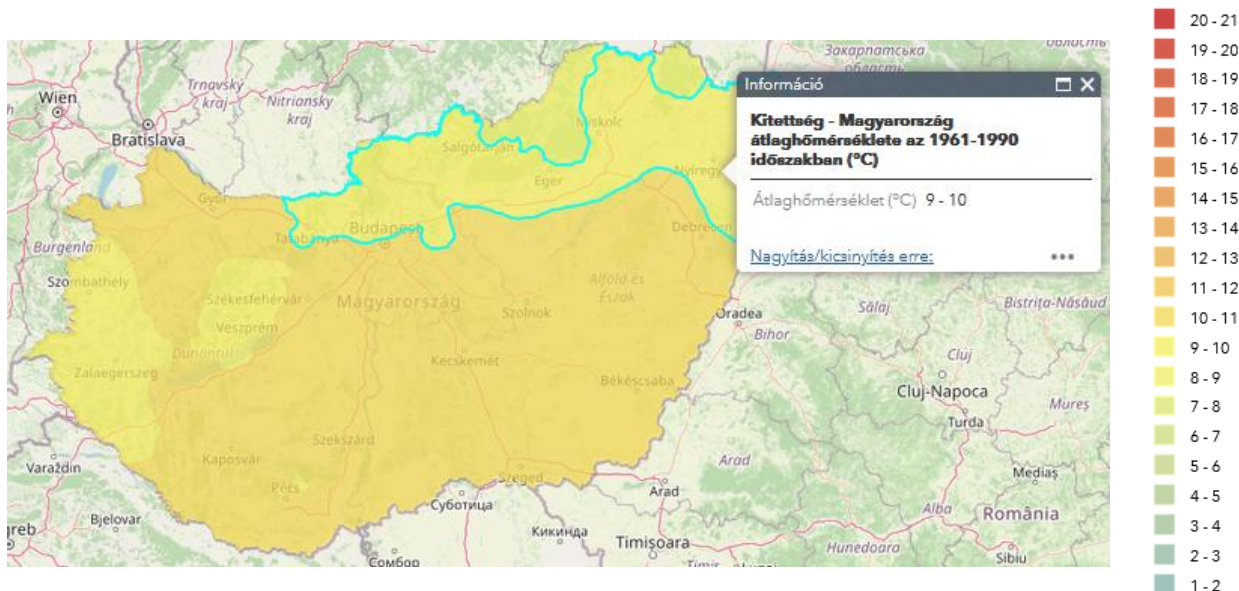 Wien
Bratislava
Trnavský
kraj
Nitriansky
kraj
Закарпатська
область
область
Információ
Kitettség - Magyarország
átlaghőmérséklete az 1961-1990
időszakban (°C)
Átlaghőmérséklet (°C) 9 - 10
Nagyítás/kicsinyítés erre:
Miskolc
Salgótarján
Eger
Nyíregy
Győr
Tatabánya
Budapest
Debrecen
Burgenland
Szombathely
Székesfehérvár
Veszprém
Magyarország
Alföld és
Észak
Szolnok
Dunántúl
Zalaegerszeg
Kecskemét
Békéscsaba
Szekszárd
Kaposvár
Pécs
Szeged
Oradea
Bihor
Sălaj
Bistrița-Năsăud
Cluj
Cluj-Napoca
Mureș
Turda
Varaždin
Bjelovar
greb
Суботица
Сомбор
Кикинда
Arad
Arad
Timișoara
Timiș
Lugoj
Mediaș
Alba
România
Hunedoara
Sibiu
20 - 21
19 - 20
18 - 19
17 - 18
16 - 17
15 - 16
14 - 15
13 - 14
12 - 13
11 - 12
10 - 11
9 - 10
8 - 9
7 - 8
6 - 7
5 - 6
4 - 5
3 - 4
2 - 3
1 - 2